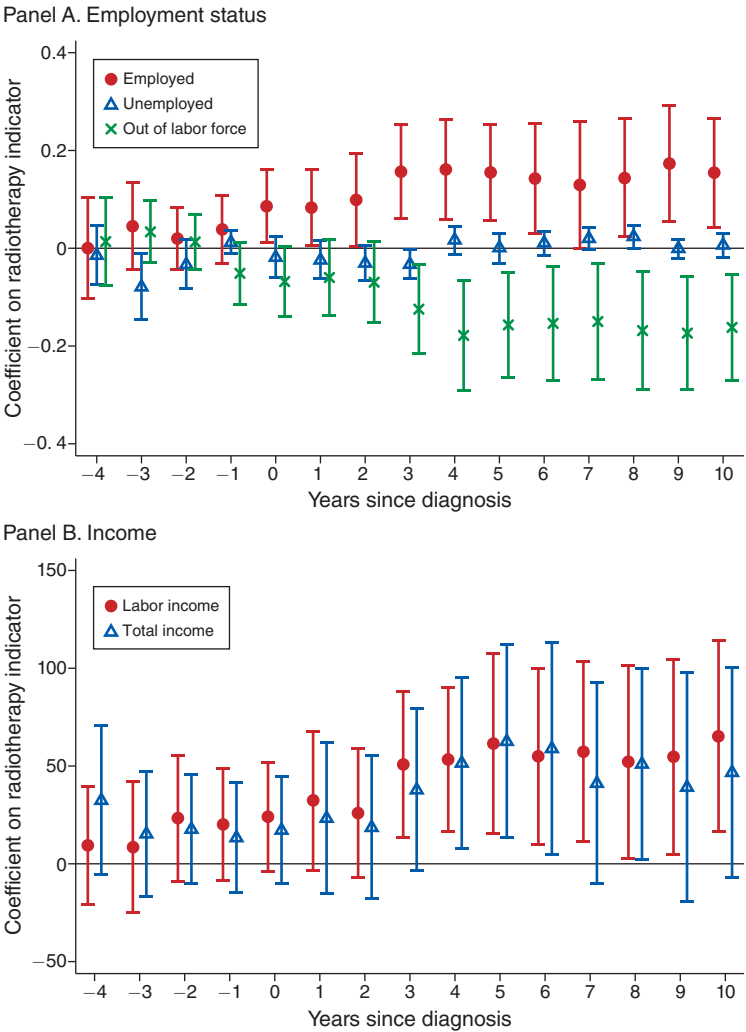 Panel A. Employment status
Coefficient on radiotherapy indicator
0.4
0.2
0
−0.2
−0.4
Employed
Unemployed
Out of labor force
−4 −3 −2 −1 0 1 2 3 4 5 6 7 8 9 10
Years since diagnosis
Panel B. Income
Coefficient on radiotherapy indicator
150
100
50
0
−50
Labor income
Total income
−4 −3 −2 −1 0 1 2 3 4 5 6 7 8 9 10
Years since diagnosis